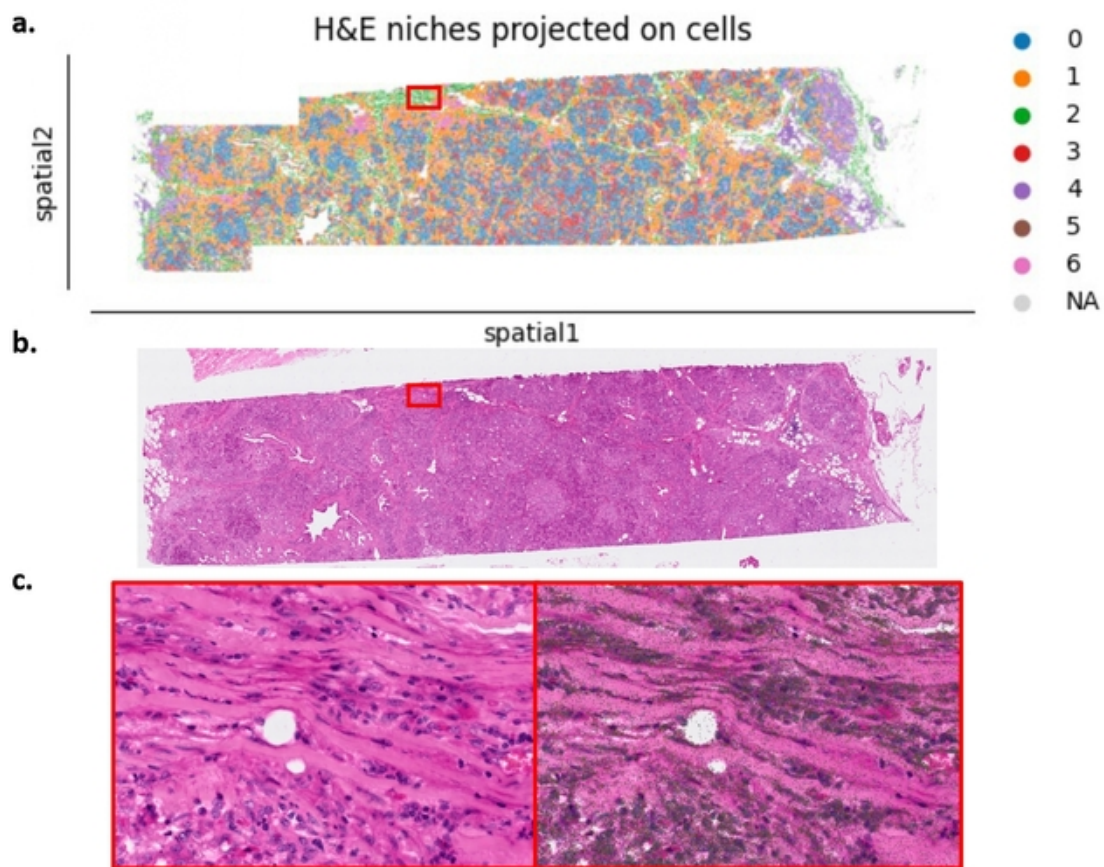 a.
H&E niches projected on cells
spatial2
0
1
2
3
4
5
6
NA
spatial1
b.
c.